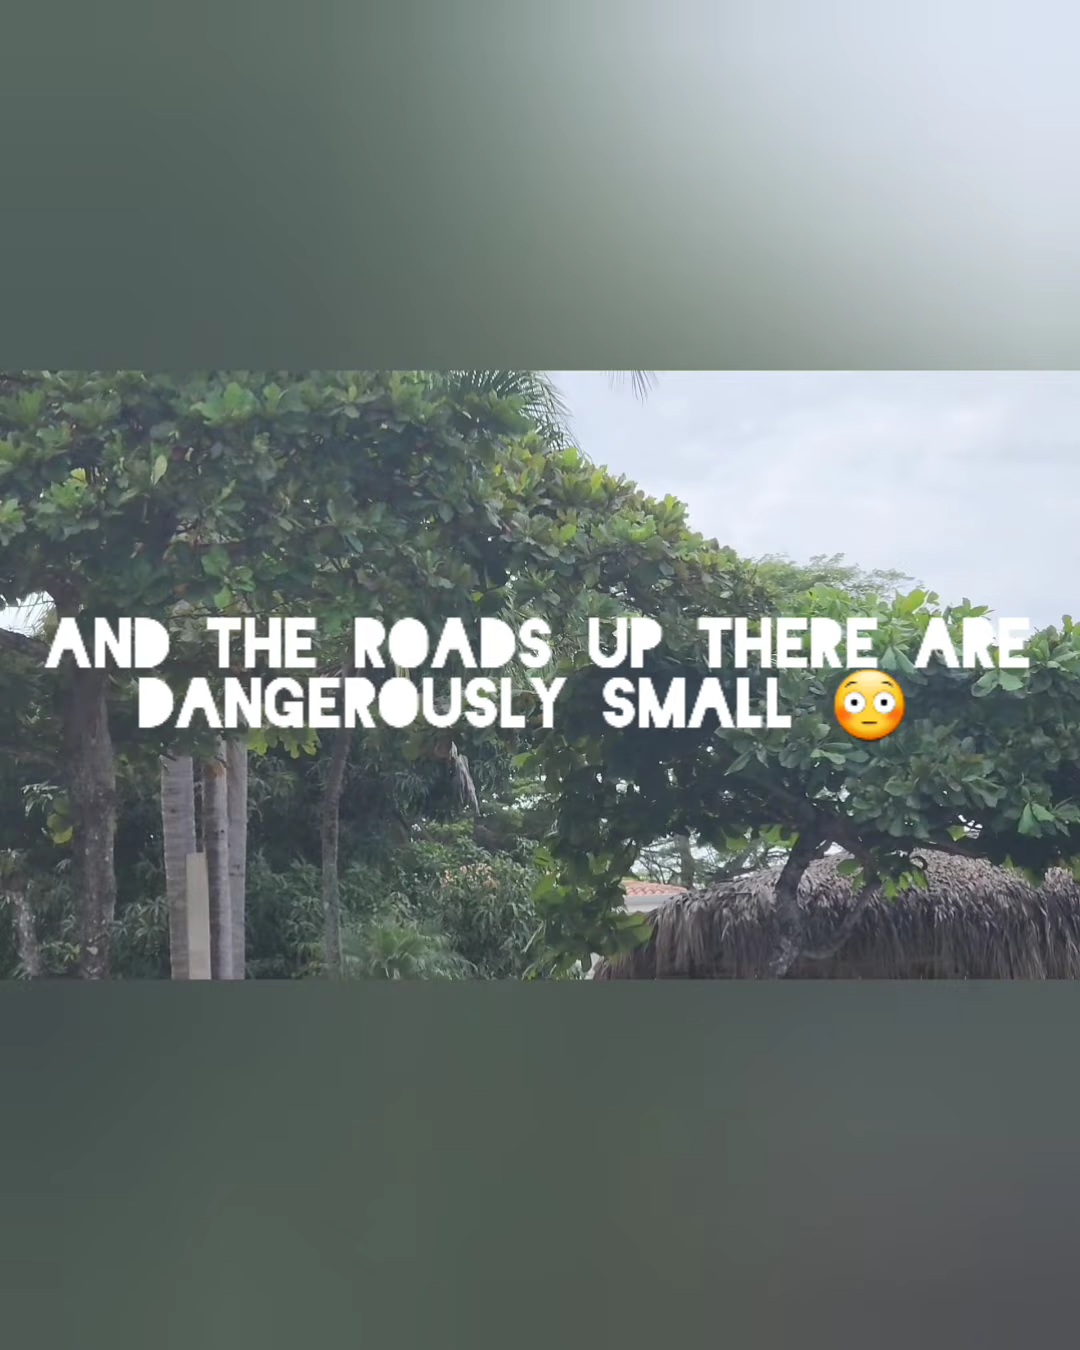 AND THE ROADS UP THERE ARE
DANGEROUSLY SMALL 😳